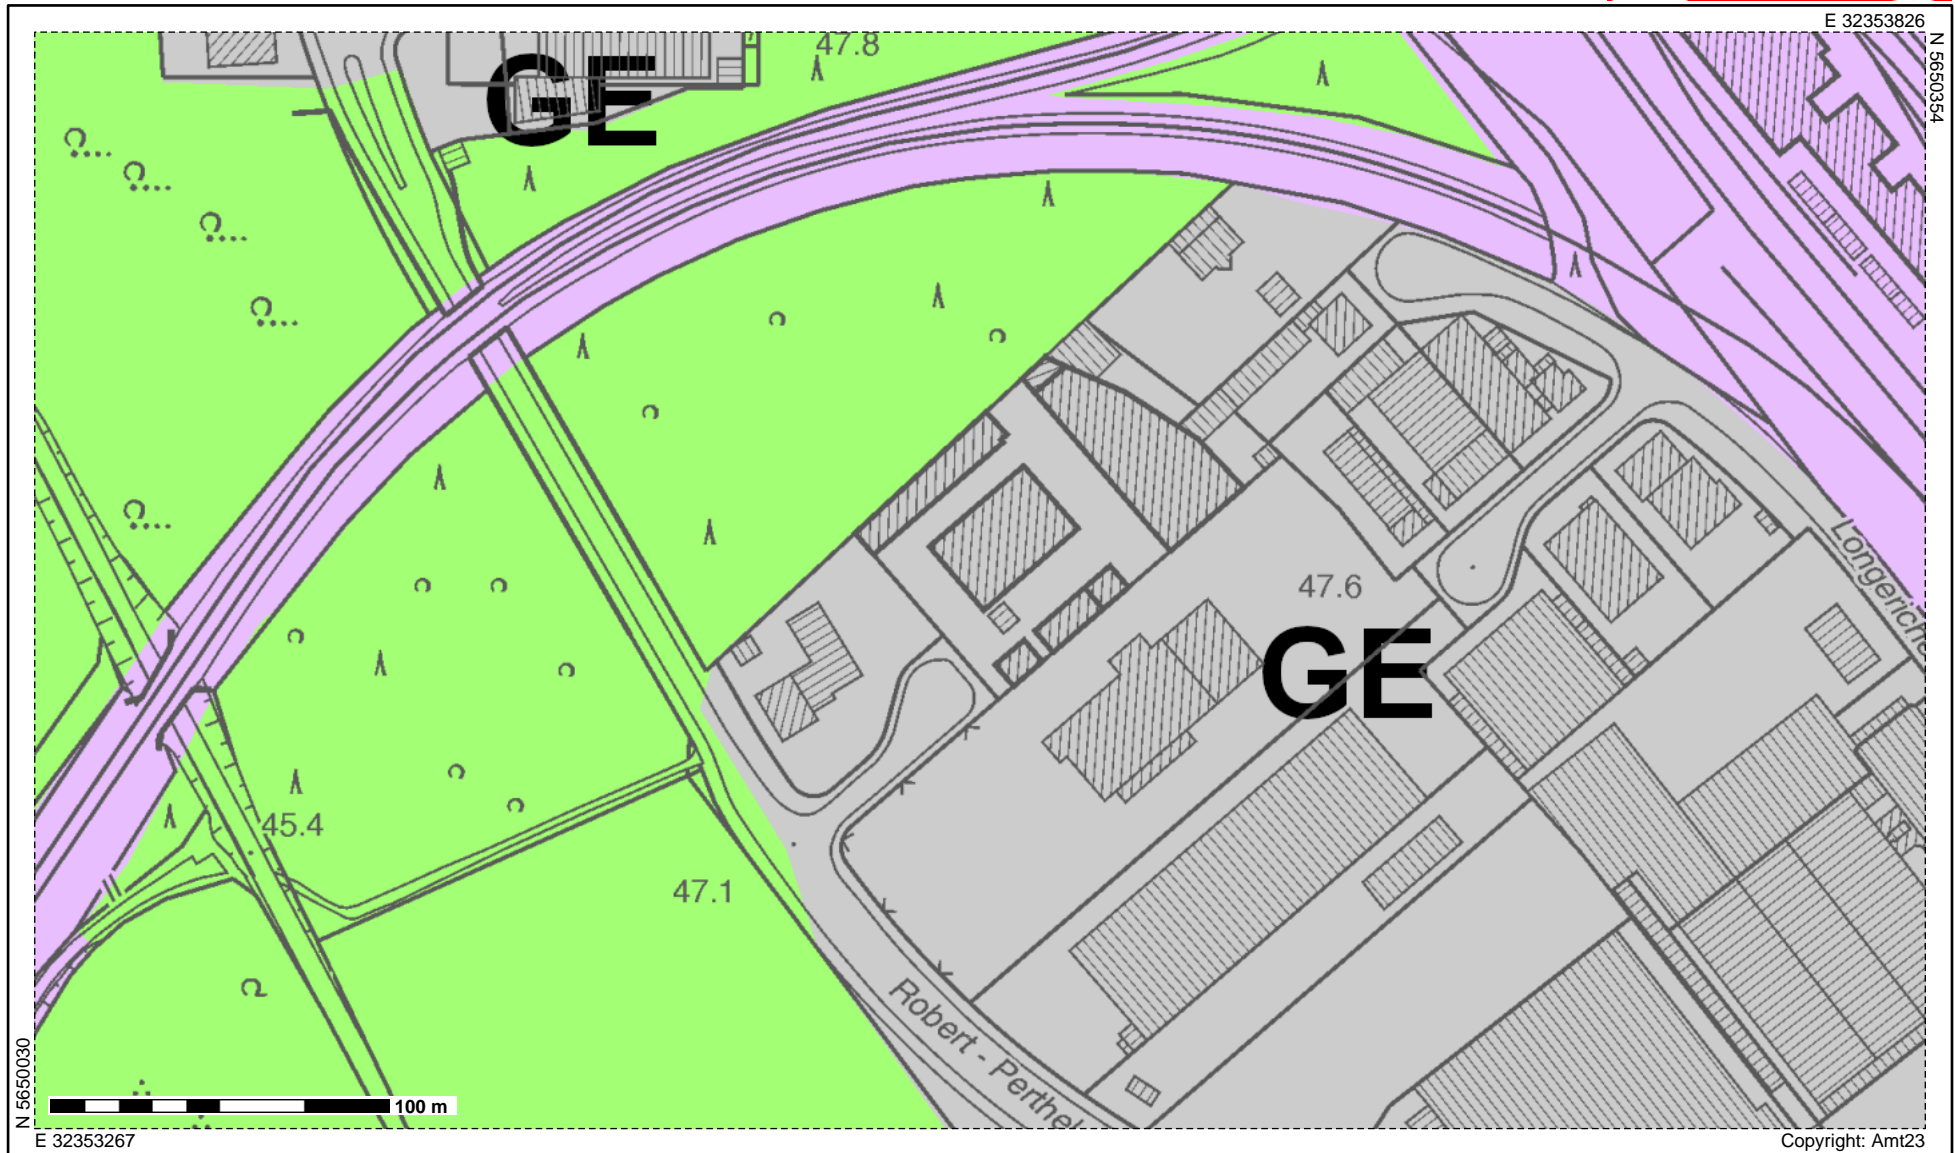 E 32353826
N 5650354
47.8
GE
47.6
GE
Longeriche
45.4
47.1
Robert - Perthel
100 m
N 5650030
E 32353267
Copyright: Amt23